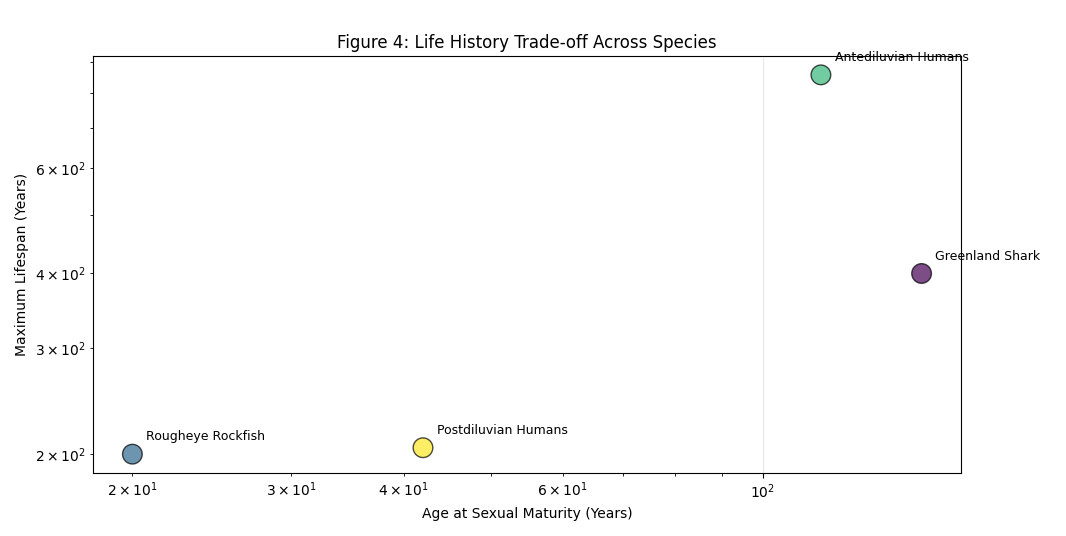 Figure 4: Life History Trade-off Across Species
Antediluvian Humans
6 × 10²
Maximum Lifespan (Years)
Greenland Shark
4 × 10²
3 × 10²
Postdiluvian Humans
Rougheye Rockfish
2 × 10²
2 × 10¹ 3 × 10¹ 4 × 10¹ 6 × 10¹ 10²
Age at Sexual Maturity (Years)